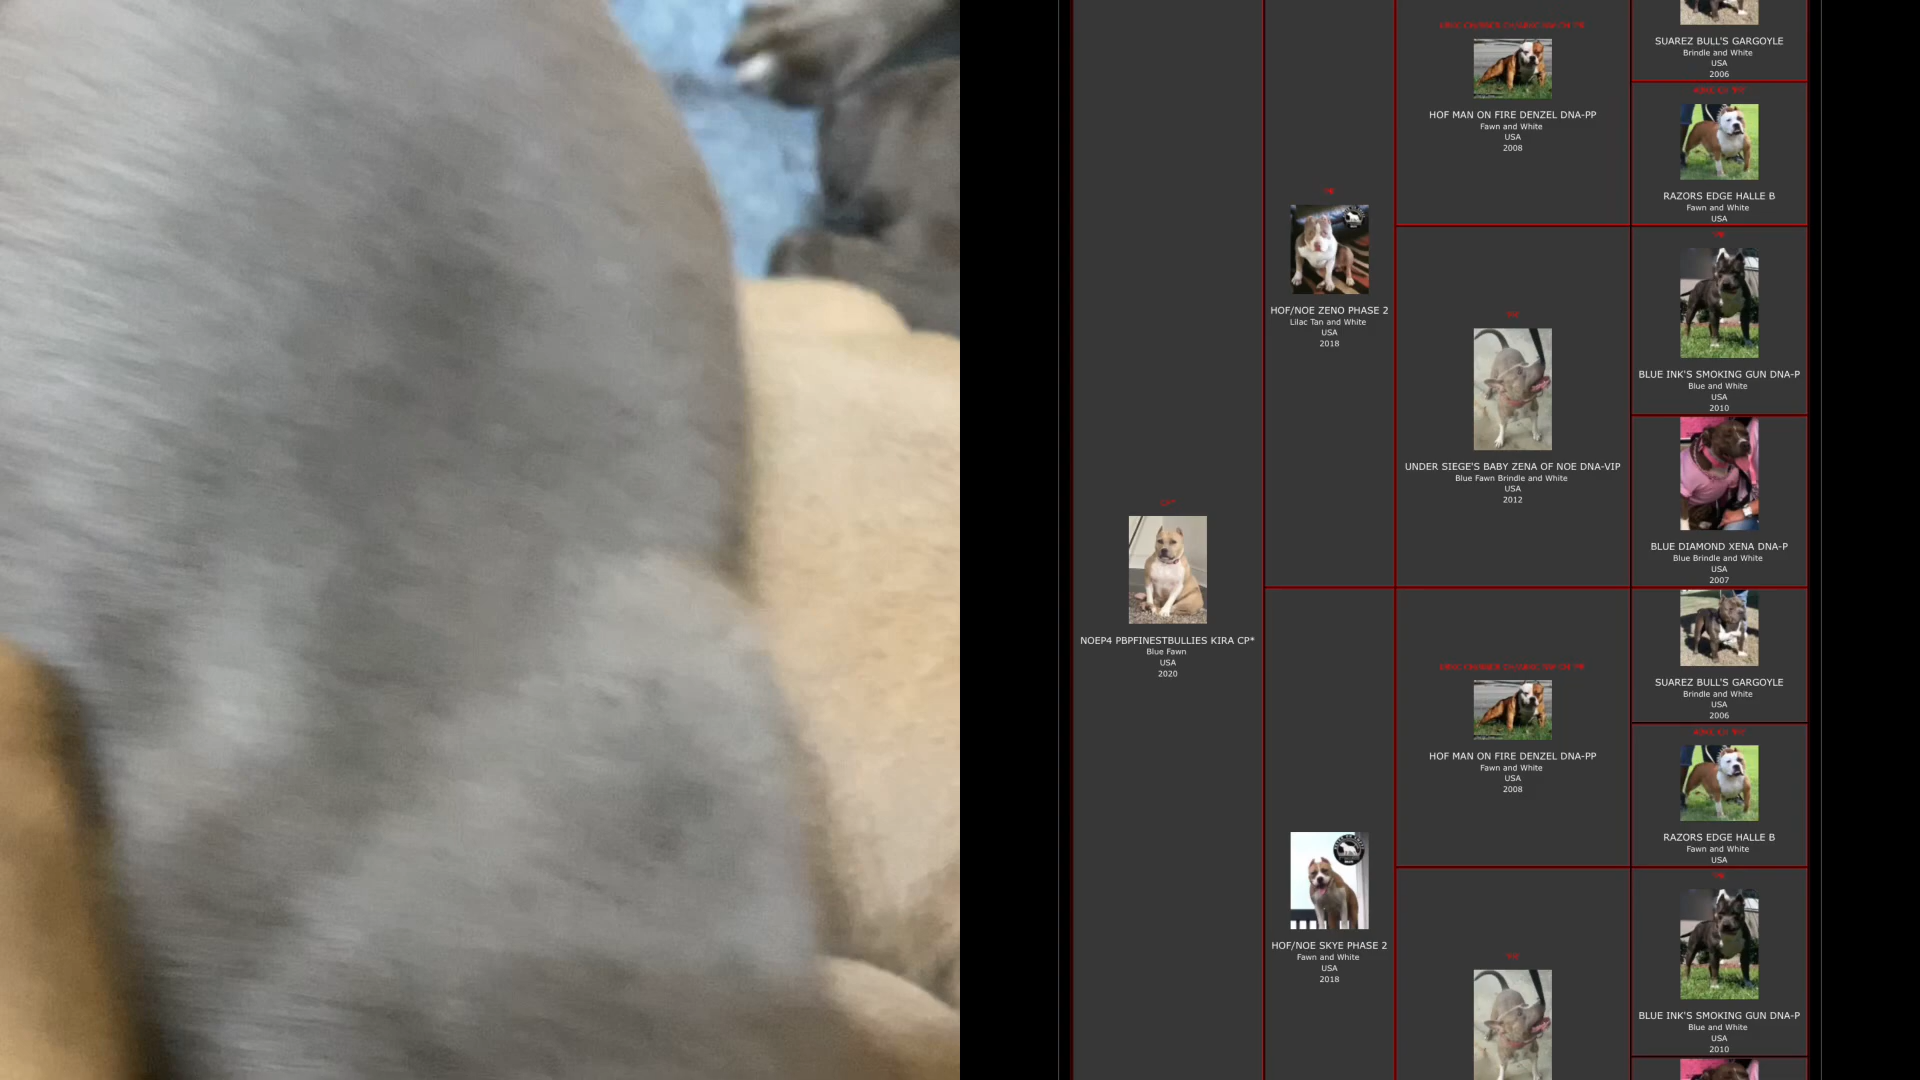 NOEP4 PBPFINESTBULLIES KIRA CP*
Blue Fawn
USA
2020
HOF/NOE ZENO PHASE 2
Lilac Tan and White
USA
2018
HOF/NOE SKYE PHASE 2
Fawn and White
USA
2018
HOF MAN ON FIRE DENZEL DNA-PP
Fawn and White
USA
2008
UNDER SIEGE'S BABY ZENA OF NOE DNA-VIP
Blue Fawn Brindle and White
USA
2012
HOF MAN ON FIRE DENZEL DNA-PP
Fawn and White
USA
2008
SUAREZ BULL'S GARGOYLE
Brindle and White
USA
2006
RAZORS EDGE HALLE B
Fawn and White
USA
BLUE INK'S SMOKING GUN DNA-P
Blue and White
USA
2010
BLUE DIAMOND XENA DNA-P
Blue Brindle and White
USA
2007
SUAREZ BULL'S GARGOYLE
Brindle and White
USA
2006
RAZORS EDGE HALLE B
Fawn and White
USA
BLUE INK'S SMOKING GUN DNA-P
Blue and White
USA
2010